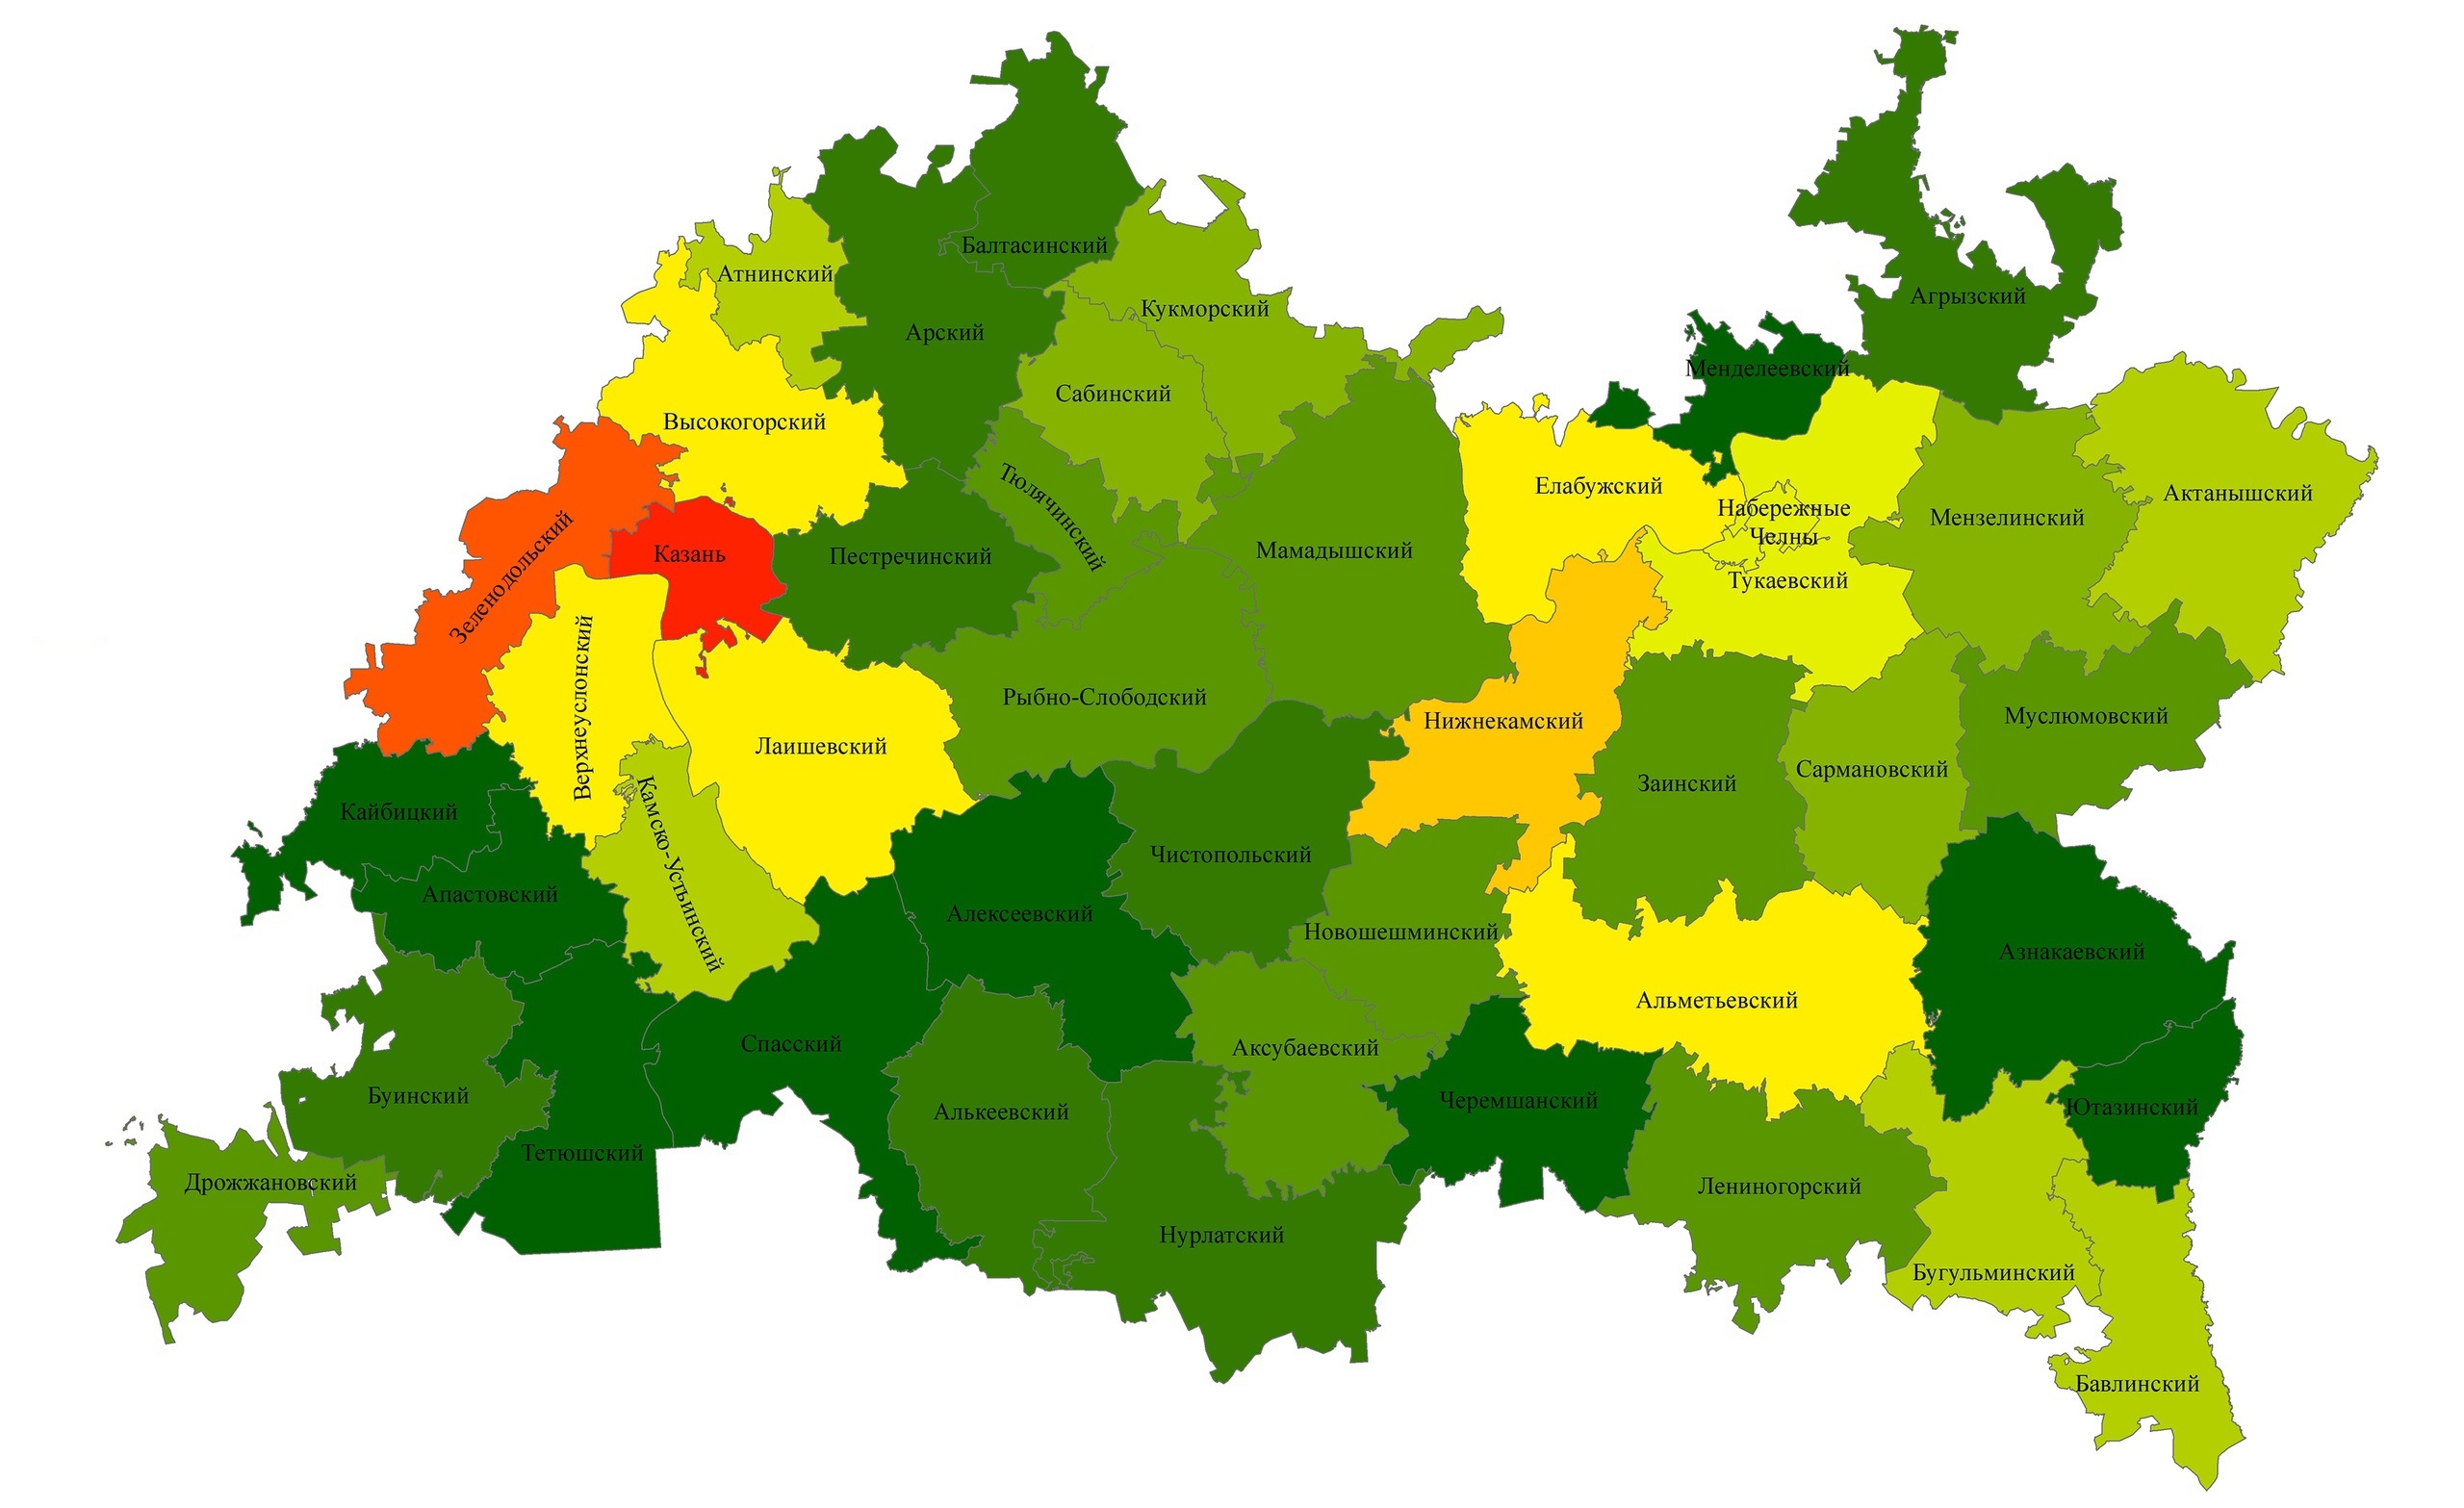 Балтасинский
Атнинский
Агрызский
Кукморский
Арский
Менделеевский
Сабинский
Высокогорский
Елабужский
Актанышский
Набережные
Челны
Мензелинский
Тюлячинский
Зеленодольский
Казань
Пестречинский
Мамадышский
Тукаевский
Верхнеуслонский
Рыбно-Слободский
Нижнекамский
Муслюмовский
Лаишевский
Сармановский
Заинский
Кайбицкий
Камско-Устьинский
Чистопольский
Апастовский
Алексеевский
Новошешминский
Азнакаевский
Альметьевский
Спасский
Аксубаевский
Буинский
Черемшанский
Ютазинский
Алькеевский
Тетюшский
Дрожжановский
Лениногорский
Нурлатский
Бугульминский
Бавлинский